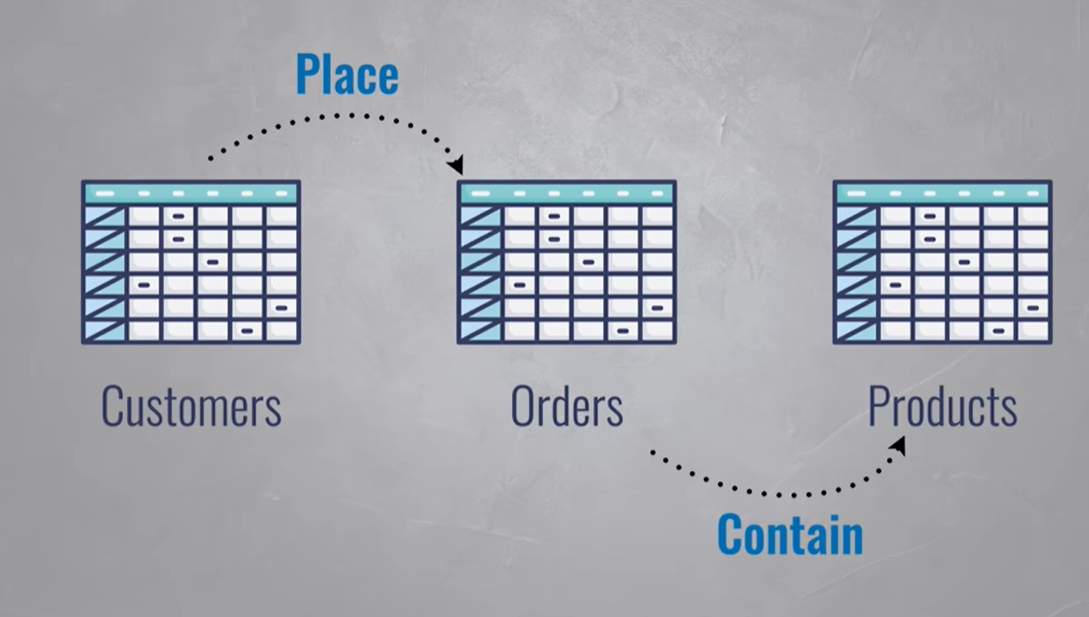 Place
Customers
Orders
Products
Contain